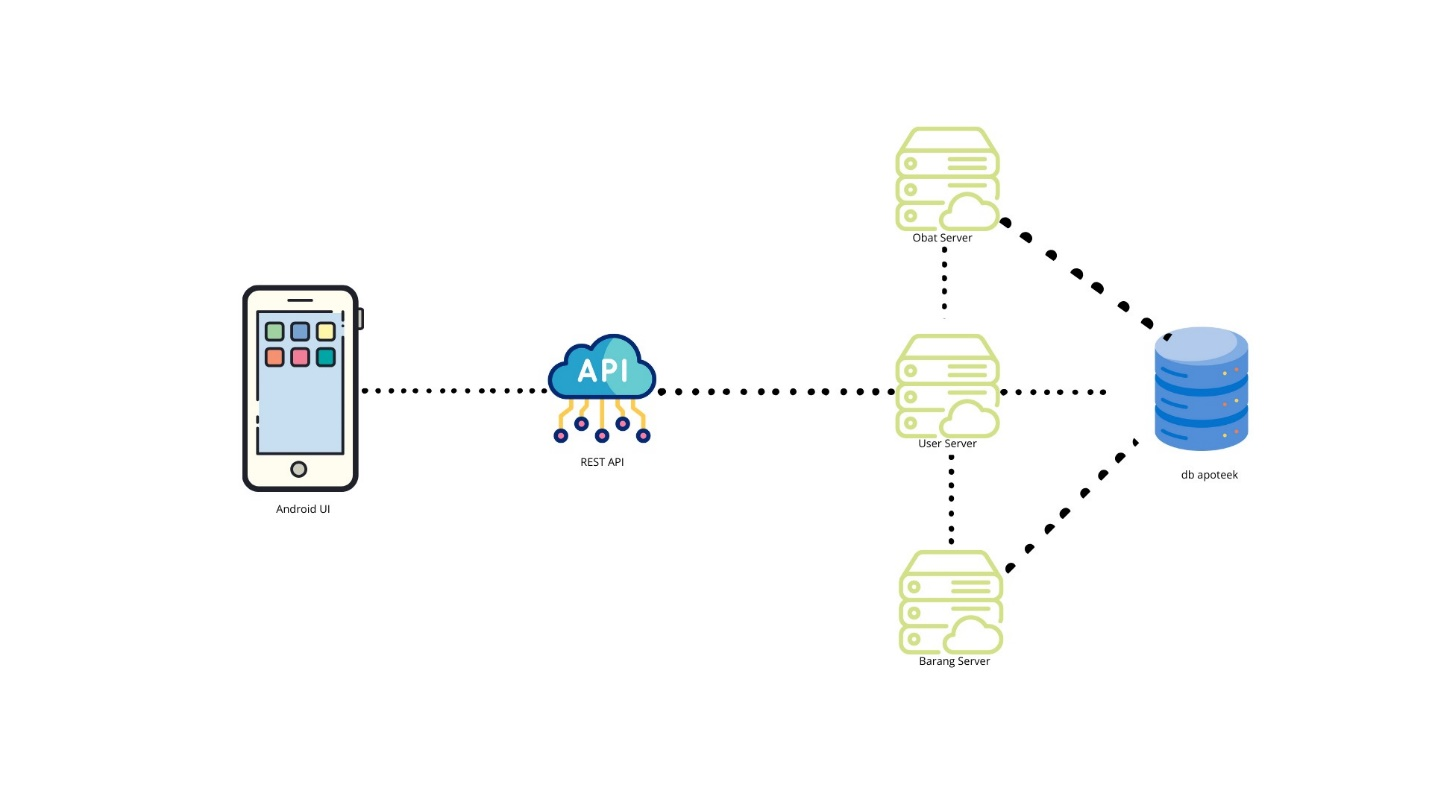 Obat Server
API
REST API
Android UI
User Server
db apoteek
Barang Server